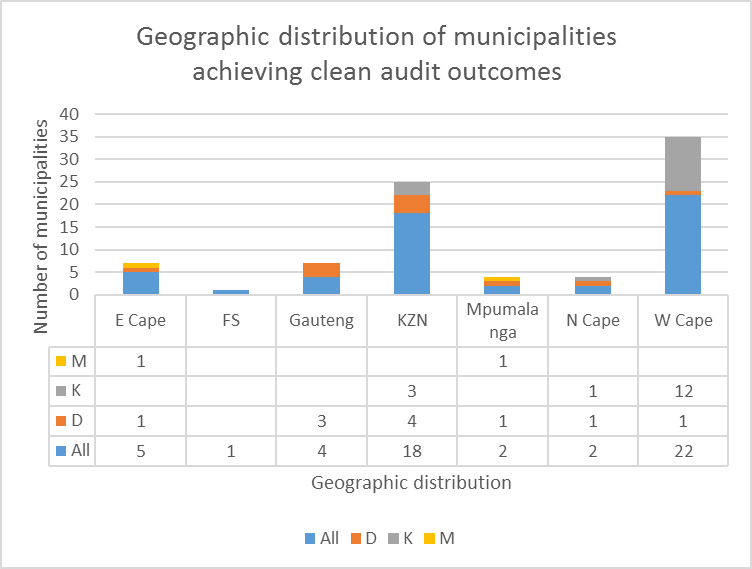 Geographic distribution of municipalities
achieving clean audit outcomes
Number of municipalities
40
35
30
25
20
15
10
5
0
E Cape FS Gauteng KZN Mpumala nga N Cape W Cape
M 1 1
K 3 1 12
D 1 3 4 1 1 1
All 5 1 4 18 2 2 22
Geographic distribution
All D K M